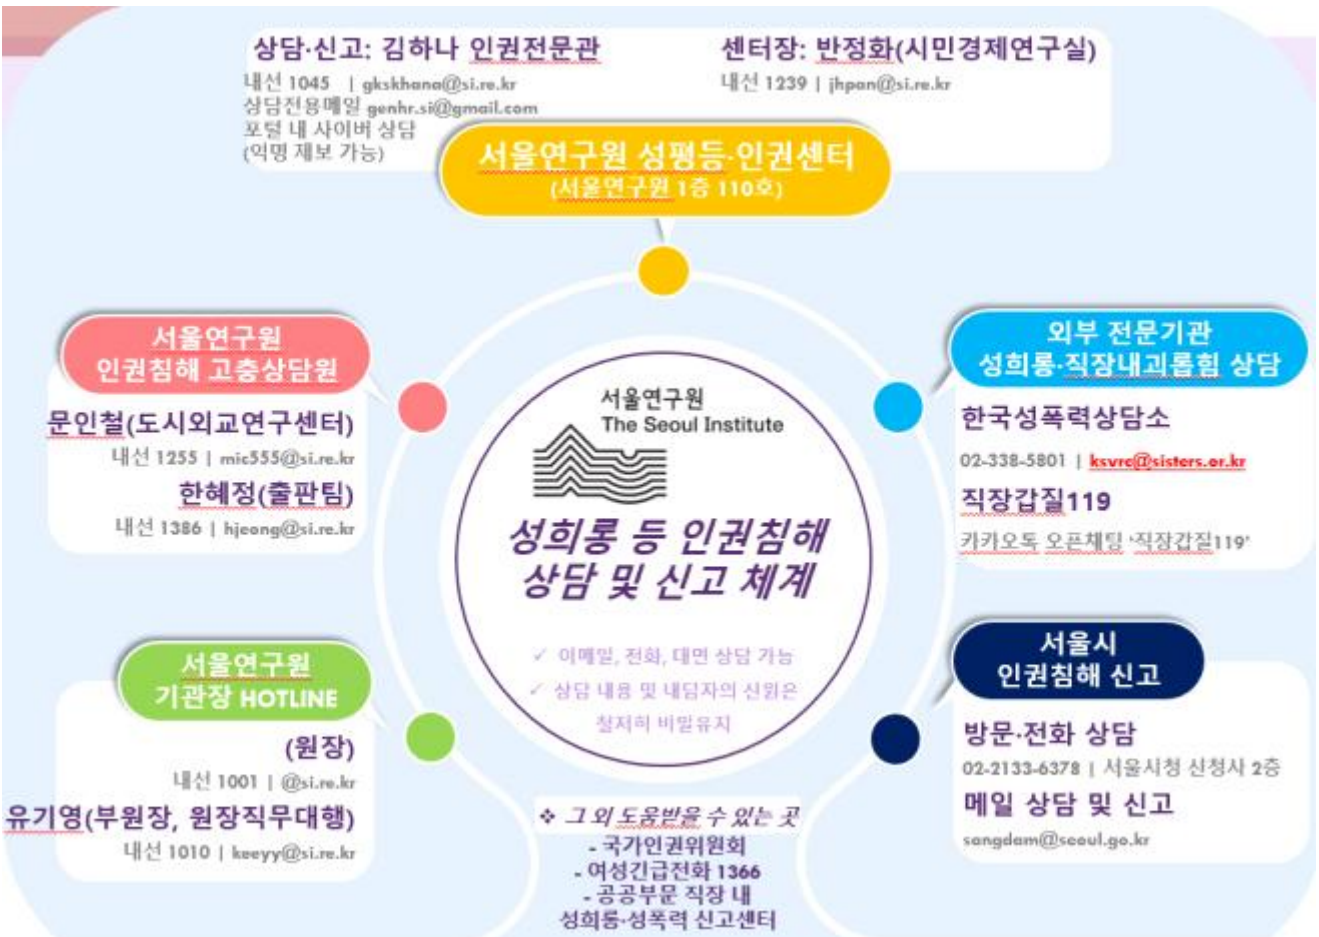 상담·신고: 김하나 인권전문관
내선 1045 | gkskhana@si.re.kr
상담전용메일 genhr.si@gmail.com
포털 내 사이버 상담
(익명 제보 가능)
센터장: 반정화(시민경제연구실)
내선 1239 | jhpan@si.re.kr
서울연구원 성평등·인권센터
(서울연구원 1층 110호)
서울연구원
인권침해 고충상담원
문인철(도시외교연구센터)
내선 1255 | mic555@si.re.kr
한혜정(출판팀)
내선 1386 | hjeong@si.re.kr
외부 전문기관
성희롱·직장내괴롭힘 상담
한국성폭력상담소
02-338-5801 | ksvrc@sisters.or.kr
직장갑질119
카카오톡 오픈채팅 ‘직장갑질119’
서울연구원
The Seoul Institute
성희롱 등 인권침해
상담 및 신고 체계
✓ 이메일, 전화, 대면 상담 가능
✓ 상담 내용 및 내담자의 신원은
철저히 비밀유지
서울연구원
기관장 HOTLINE
(원장)
내선 1001 | @si.re.kr
유기영(부원장, 원장직무대행)
내선 1010 | keeyy@si.re.kr
서울시
인권침해 신고
방문·전화 상담
02-2133-6378 | 서울시청 신청사 2층
메일 상담 및 신고
sangdam@seoul.go.kr
❖ 그 외 도움받을 수 있는 곳
- 국가인권위원회
- 여성긴급전화 1366
- 공공부문 직장 내
성희롱·성폭력 신고센터